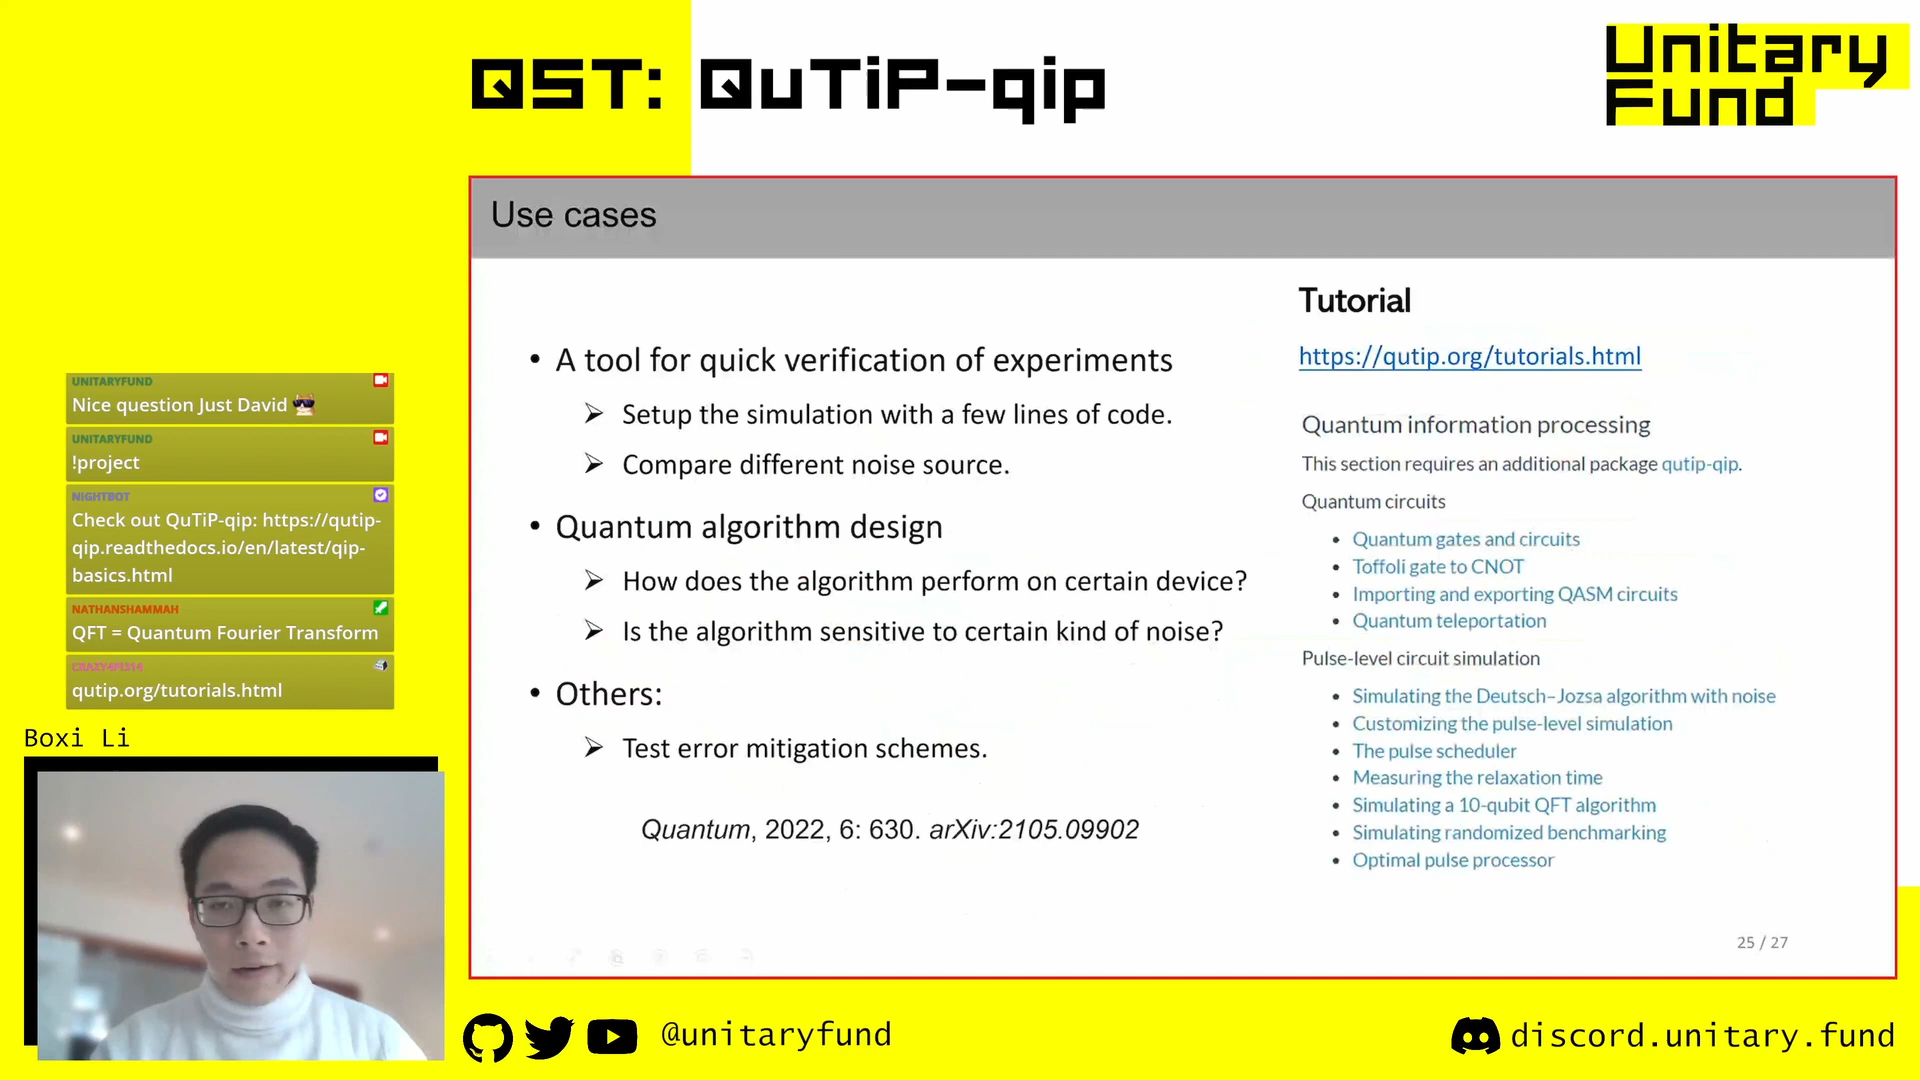 QST: QuTiP-qip
Unitary
Fund
Use cases
• A tool for quick verification of experiments
➢ Setup the simulation with a few lines of code.
➢ Compare different noise source.
• Quantum algorithm design
➢ How does the algorithm perform on certain device?
➢ Is the algorithm sensitive to certain kind of noise?
• Others:
➢ Test error mitigation schemes.
Quantum, 2022, 6: 630. arXiv:2105.09902
Tutorial
https://qutip.org/tutorials.html
Quantum information processing
This section requires an additional package qutip-qip.
Quantum circuits
• Quantum gates and circuits
• Toffoli gate to CNOT
• Importing and exporting QASM circuits
• Quantum teleportation
Pulse-level circuit simulation
• Simulating the Deutsch–Jozsa algorithm with noise
• Customizing the pulse-level simulation
• The pulse scheduler
• Measuring the relaxation time
• Simulating a 10-qubit QFT algorithm
• Simulating randomized benchmarking
• Optimal pulse processor
25 / 27
UNITARYFUND
Nice question Just David
UNITARYFUND
!project
NIGHTBOT
Check out QuTiP-qip: https://qutip-
qip.readthedocs.io/en/latest/qip-
basics.html
NATHANSHAMMAH
QFT = Quantum Fourier Transform
qutip.org/tutorials.html
Boxi Li
@unitaryfund
discord.unitary.fund